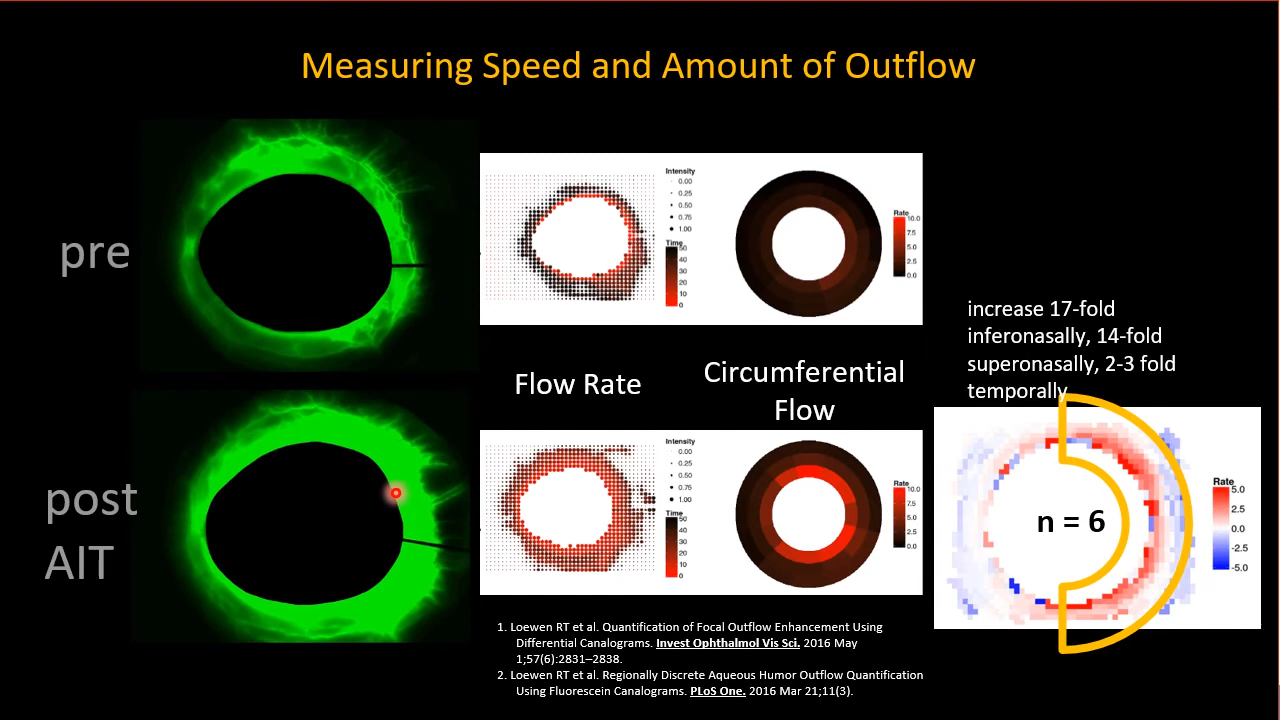 Measuring Speed and Amount of Outflow
pre
Intensity
0.00
0.25
0.50
0.75
1.00
Time
50
40
30
20
10
0
Rate
10.0
7.5
5.0
2.5
0.0
Flow Rate
Circumferential
Flow
increase 17-fold
inferonasally, 14-fold
superonasally, 2-3 fold
temporally
post
AIT
Intensity
0.00
0.25
0.50
0.75
1.00
Time
50
40
30
20
10
0
Rate
10.0
7.5
5.0
2.5
0.0
n = 6
Rate
5.0
2.5
0.0
-2.5
-5.0
1. Loewen RT et al. Quantification of Focal Outflow Enhancement Using
Differential Canalograms. Invest Ophthalmol Vis Sci. 2016 May
1;57(6):2831–2838.
2. Loewen RT et al. Regionally Discrete Aqueous Humor Outflow Quantification
Using Fluorescein Canalograms. PLoS One. 2016 Mar 21;11(3).